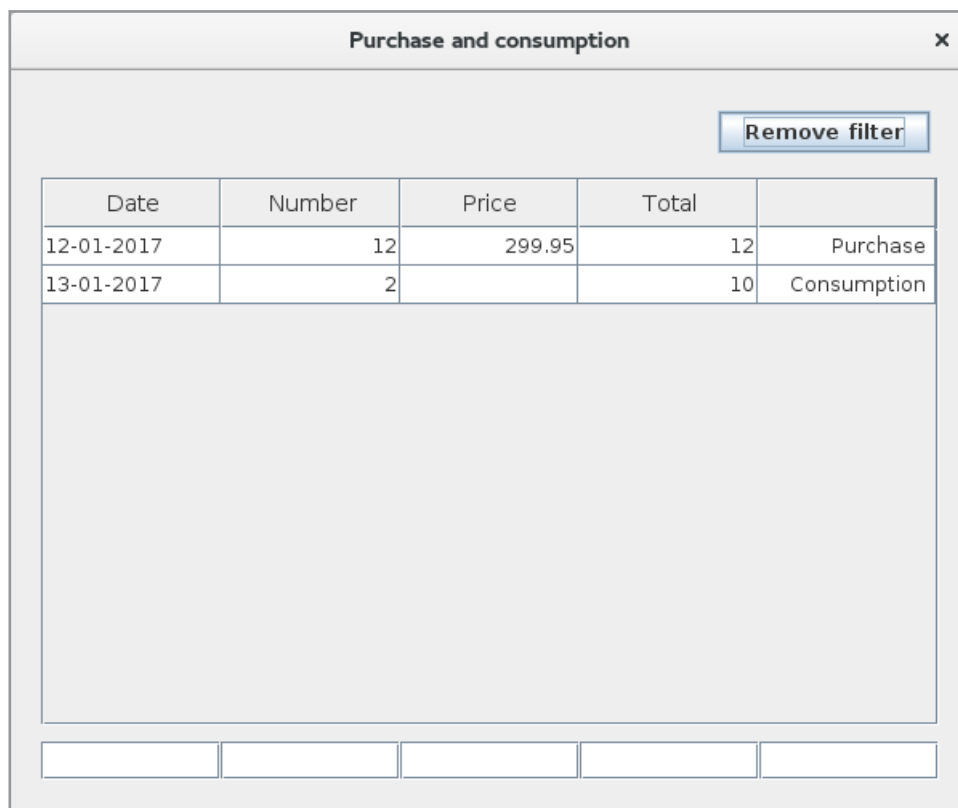 Purchase and consumption ×
Remove filter
Date Number Price Total
12-01-2017 12 299.95 12 Purchase
13-01-2017 2 10 Consumption